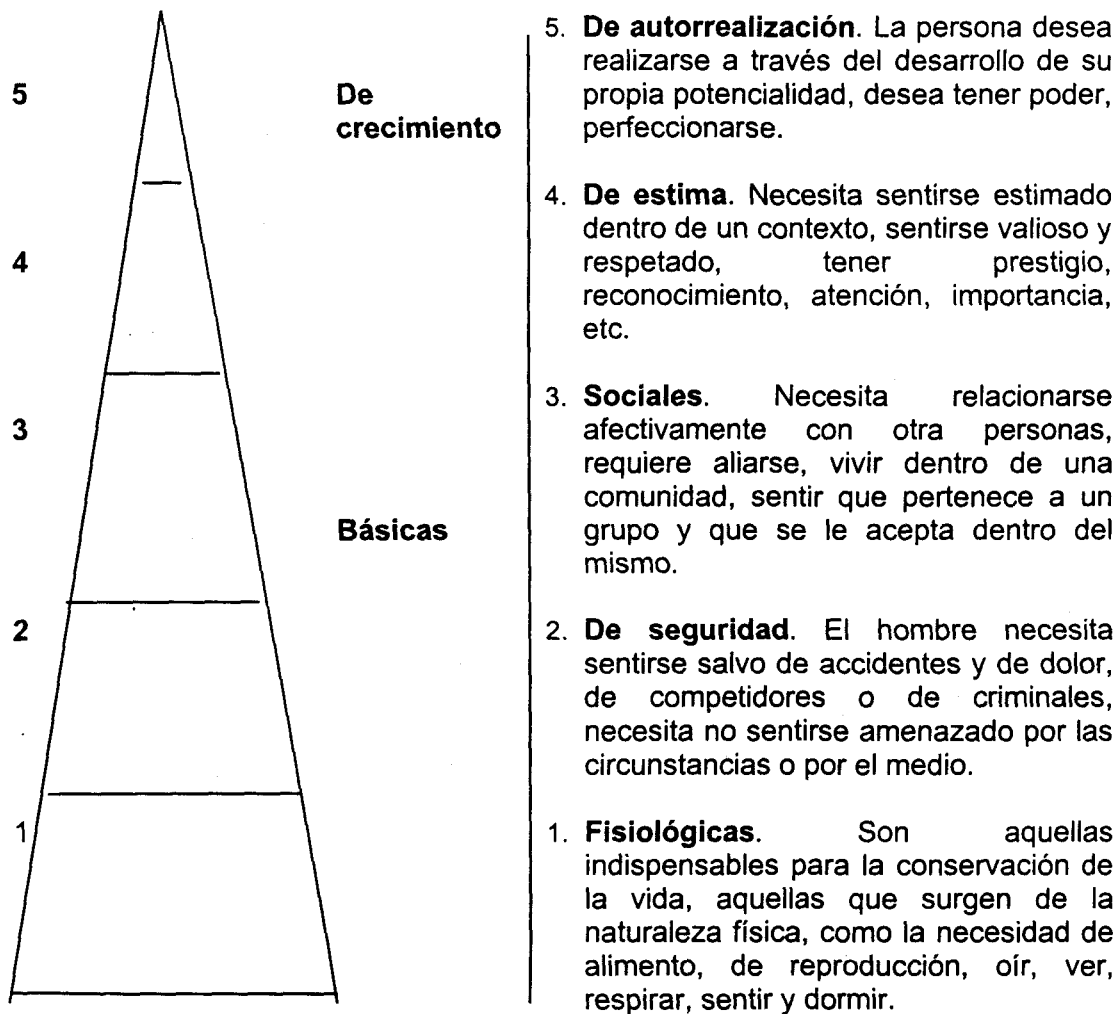 5
De
crecimiento
4
3
Básicas
2
1
5. De autorrealización. La persona desea
realizarse a través del desarrollo de su
propia potencialidad, desea tener poder,
perfeccionarse.
4. De estima. Necesita sentirse estimado
dentro de un contexto, sentirse valioso y
respetado, tener prestigio,
reconocimiento, atención, importancia,
etc.
3. Sociales. Necesita relacionarse
afectivamente con otra personas,
requiere aliarse, vivir dentro de una
comunidad, sentir que pertenece a un
grupo y que se le acepta dentro del
mismo.
2. De seguridad. El hombre necesita
sentirse salvo de accidentes y de dolor,
de competidores o de criminales,
necesita no sentirse amenazado por las
circunstancias o por el medio.
1. Fisiológicas. Son aquellas
indispensables para la conservación de
la vida, aquellas que surgen de la
naturaleza física, como la necesidad de
alimento, de reproducción, oír, ver,
respirar, sentir y dormir.